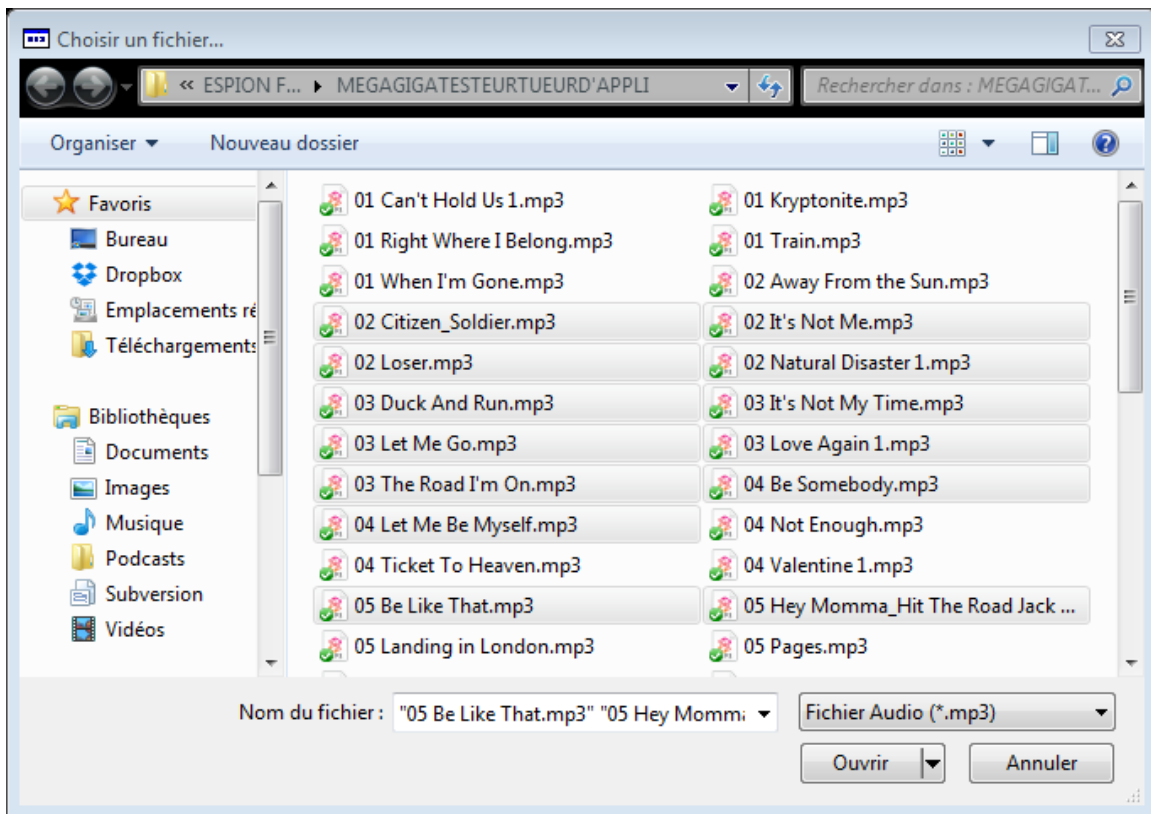 Choisir un fichier...
« ESPION F... ▸ MEGAGIGATESTEURTUEURD'APPLI
Rechercher dans : MEGAGIGAT...
Organiser
Nouveau dossier
Favoris
Bureau
Dropbox
Emplacements ré
Téléchargements
Bibliothèques
Documents
Images
Musique
Podcasts
Subversion
Vidéos
01 Can't Hold Us 1.mp3
01 Kryptonite.mp3
01 Right Where I Belong.mp3
01 Train.mp3
01 When I'm Gone.mp3
02 Away From the Sun.mp3
02 Citizen_Soldier.mp3
02 It's Not Me.mp3
02 Loser.mp3
02 Natural Disaster 1.mp3
03 Duck And Run.mp3
03 It's Not My Time.mp3
03 Let Me Go.mp3
03 Love Again 1.mp3
03 The Road I'm On.mp3
04 Be Somebody.mp3
04 Let Me Be Myself.mp3
04 Not Enough.mp3
04 Ticket To Heaven.mp3
04 Valentine 1.mp3
05 Be Like That.mp3
05 Hey Momma_Hit The Road Jack ...
05 Landing in London.mp3
05 Pages.mp3
Nom du fichier :
"05 Be Like That.mp3" "05 Hey Momma
Fichier Audio (*.mp3)
Ouvrir
Annuler